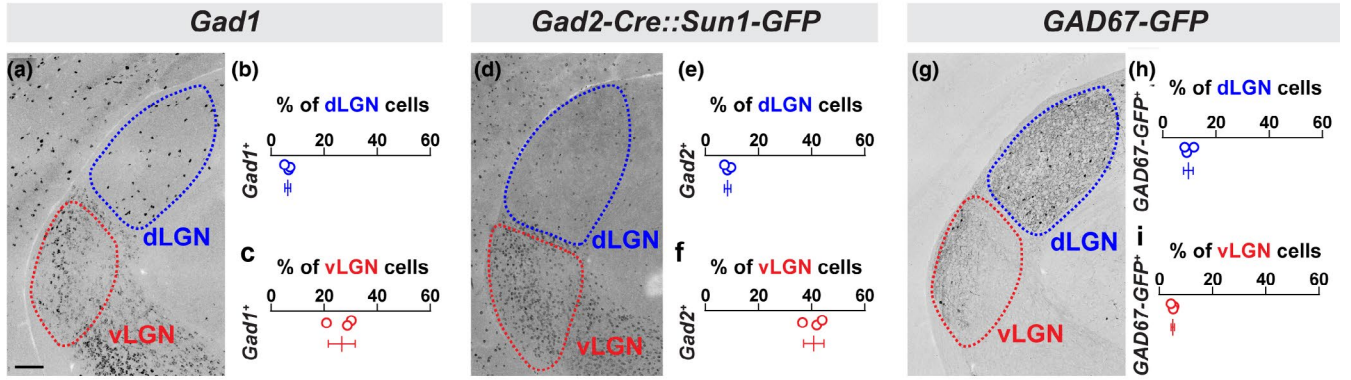 Gad1
Gad2-Cre::Sun1-GFP
GAD67-GFP
(a)
dLGN
vLGN
(b)
% of dLGN cells
0 20 40 60
Gad1+
c
% of vLGN cells
0 20 40 60
Gad1+
(d)
dLGN
vLGN
(e)
% of dLGN cells
0 20 40 60
Gad2+
f
% of vLGN cells
0 20 40 60
Gad2+
(g)
dLGN
vLGN
(h)
% of dLGN cells
0 20 40 60
GAD67-GFP+
i
% of vLGN cells
0 20 40 60
GAD67-GFP+